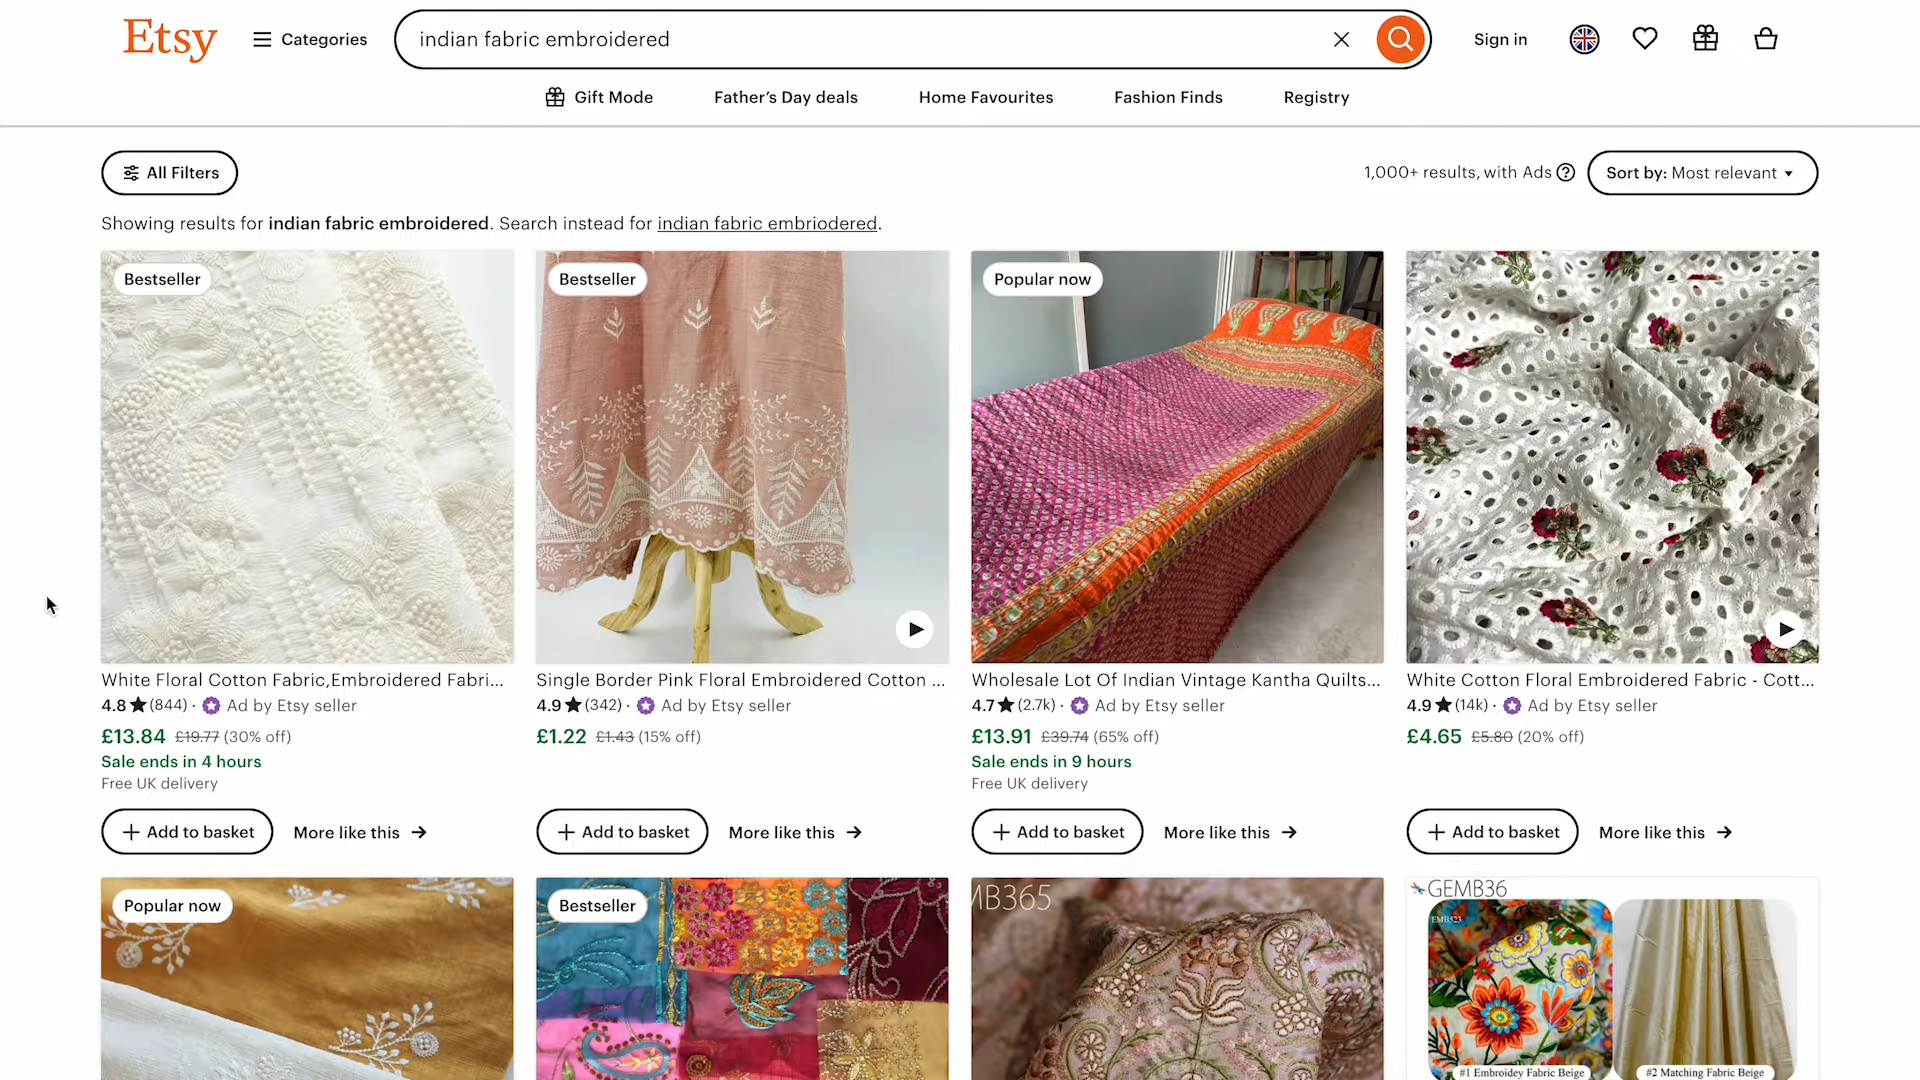 Etsy
Categories
indian fabric embroidered
Sign in
Gift Mode
Father's Day deals
Home Favourites
Fashion Finds
Registry
All Filters
1,000+ results, with Ads ?
Sort by: Most relevant
Showing results for indian fabric embroidered. Search instead for indian fabric embriodered.
Bestseller
Bestseller
Popular now
White Floral Cotton Fabric,Embroidered Fabri...
4.8 ★ (844) · Ad by Etsy seller
£13.84 £19.77 (30% off)
Sale ends in 4 hours
Free UK delivery
+ Add to basket
More like this →
Single Border Pink Floral Embroidered Cotton ...
4.9 ★ (342) · Ad by Etsy seller
£1.22 £1.43 (15% off)
+ Add to basket
More like this →
Wholesale Lot Of Indian Vintage Kantha Quilts...
4.7 ★ (2.7k) · Ad by Etsy seller
£13.91 £39.74 (65% off)
Sale ends in 9 hours
Free UK delivery
+ Add to basket
More like this →
White Cotton Floral Embroidered Fabric - Cott...
4.9 ★ (14k) · Ad by Etsy seller
£4.65 £5.80 (20% off)
+ Add to basket
More like this →
Popular now
Bestseller
MB365
GEMB36
EMB523
#1 Embroidey Fabric Beige
#2 Matching Fabric Beige